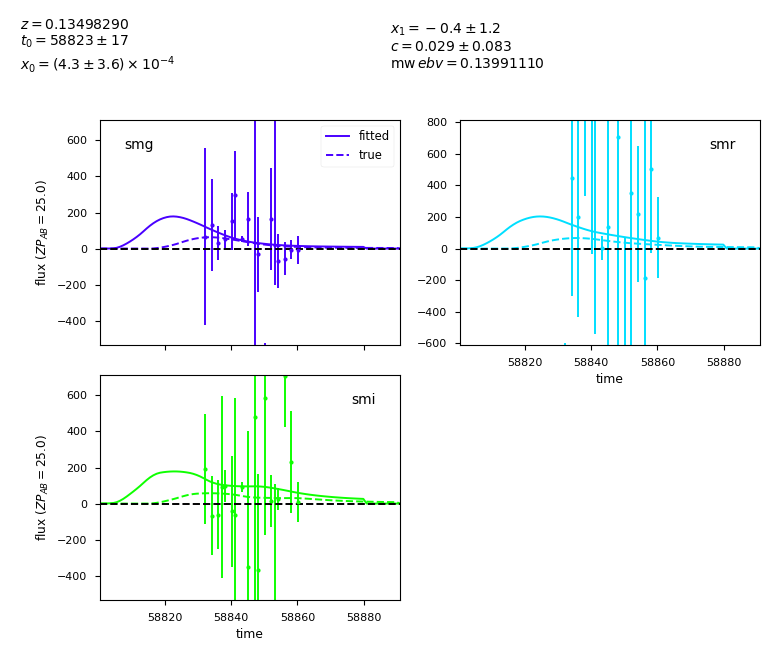 z = 0.13498290
t₀ = 58823 ± 17
x₀ = (4.3 ± 3.6) × 10⁻⁴
x₁ = −0.4 ± 1.2
c = 0.029 ± 0.083
mw ebv = 0.13991110
smg
fitted
true
600
400
200
0
−200
−400
flux (ZP_AB = 25.0)
smr
800
600
400
200
0
−200
−400
−600
58820 58840 58860 58880
time
smi
600
400
200
0
−200
−400
flux (ZP_AB = 25.0)
58820 58840 58860 58880
time